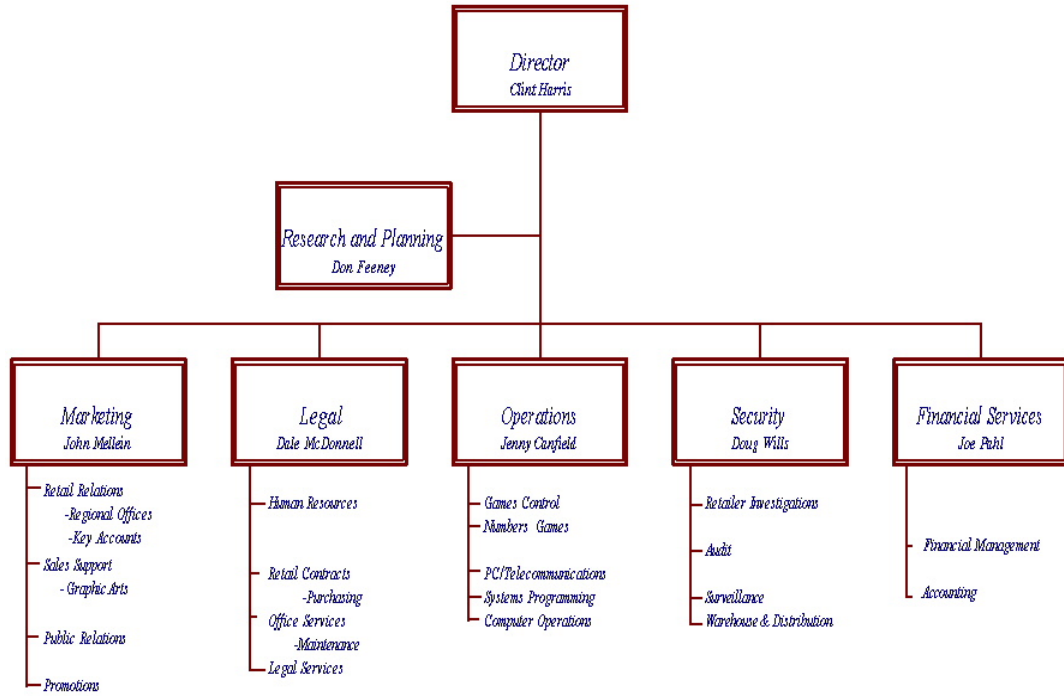 Director
Clint Harris
Research and Planning
Don Feeney
Marketing
John Mellein
Retail Relations
-Regional Offices
-Key Accounts
Sales Support
- Graphic Arts
Public Relations
Promotions
Legal
Dale McDonnell
Human Resources
Retail Contracts
-Purchasing
Office Services
-Maintenance
Legal Services
Operations
Jenny Canfield
Games Control
Numbers Games
PC/Telecommunications
Systems Programming
Computer Operations
Security
Doug Wills
Retailer Investigations
Audit
Surveillance
Warehouse & Distribution
Financial Services
Joe Pahl
Financial Management
Accounting